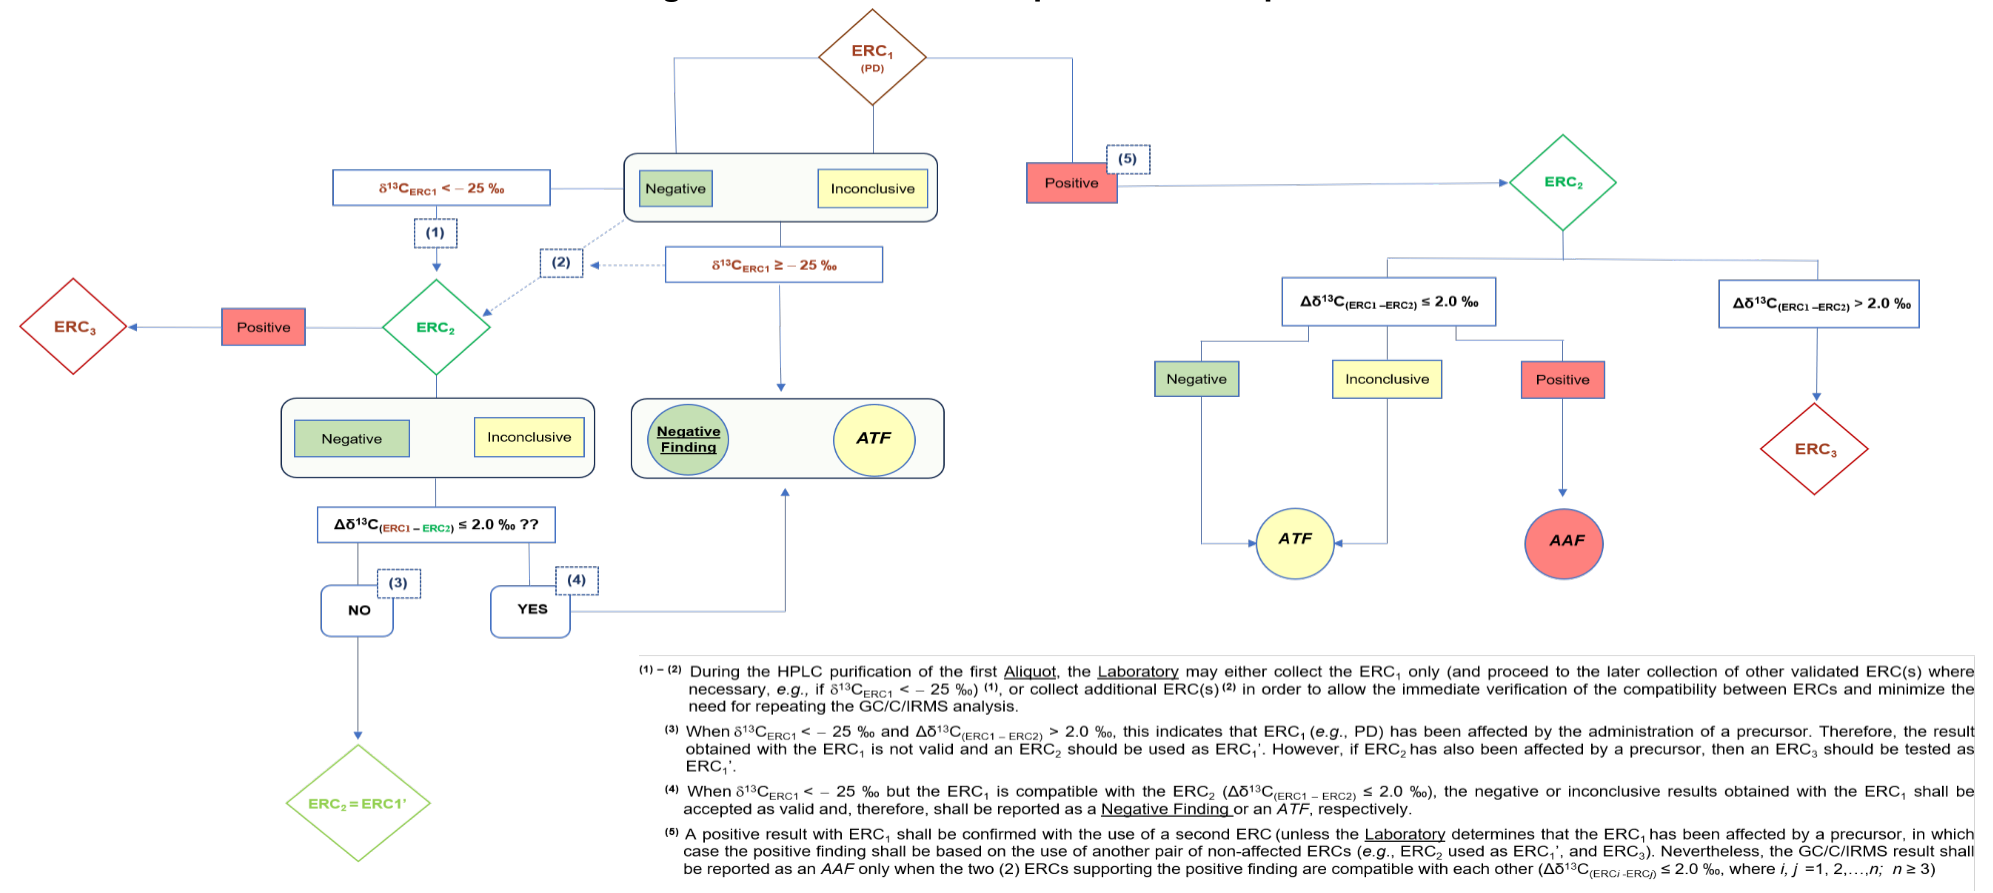 ERC₁
(PD)
δ¹³C_ERC1 < – 25 ‰
Negative
Inconclusive
Positive
(5)
ERC₂
(1)
(2)
δ¹³C_ERC1 ≥ – 25 ‰
ERC₃
Positive
ERC₂
Δδ¹³C_(ERC1 –ERC2) ≤ 2.0 ‰
Δδ¹³C_(ERC1 –ERC2) > 2.0 ‰
Negative
Inconclusive
Positive
Negative
Inconclusive
Negative
Finding
ATF
ERC₃
Δδ¹³C_(ERC1 – ERC2) ≤ 2.0 ‰ ??
ATF
AAF
(3)
(4)
NO
YES
ERC₂ = ERC1’
(1) – (2) During the HPLC purification of the first Aliquot, the Laboratory may either collect the ERC₁ only (and proceed to the later collection of other validated ERC(s) where
necessary, e.g., if δ¹³C_ERC1 < – 25 ‰) (1), or collect additional ERC(s) (2) in order to allow the immediate verification of the compatibility between ERCs and minimize the
need for repeating the GC/C/IRMS analysis.
(3) When δ¹³C_ERC1 < – 25 ‰ and Δδ¹³C_(ERC1 – ERC2) > 2.0 ‰, this indicates that ERC₁ (e.g., PD) has been affected by the administration of a precursor. Therefore, the result
obtained with the ERC₁ is not valid and an ERC₂ should be used as ERC₁’. However, if ERC₂ has also been affected by a precursor, then an ERC₃ should be tested as
ERC₁’.
(4) When δ¹³C_ERC1 < – 25 ‰ but the ERC₁ is compatible with the ERC₂ (Δδ¹³C_(ERC1 – ERC2) ≤ 2.0 ‰), the negative or inconclusive results obtained with the ERC₁ shall be
accepted as valid and, therefore, shall be reported as a Negative Finding or an ATF, respectively.
(5) A positive result with ERC₁ shall be confirmed with the use of a second ERC (unless the Laboratory determines that the ERC₁ has been affected by a precursor, in which
case the positive finding shall be based on the use of another pair of non-affected ERCs (e.g., ERC₂ used as ERC₁’, and ERC₃). Nevertheless, the GC/C/IRMS result shall
be reported as an AAF only when the two (2) ERCs supporting the positive finding are compatible with each other (Δδ¹³C_(ERCi -ERCj) ≤ 2.0 ‰, where i, j =1, 2,…,n; n ≥ 3)